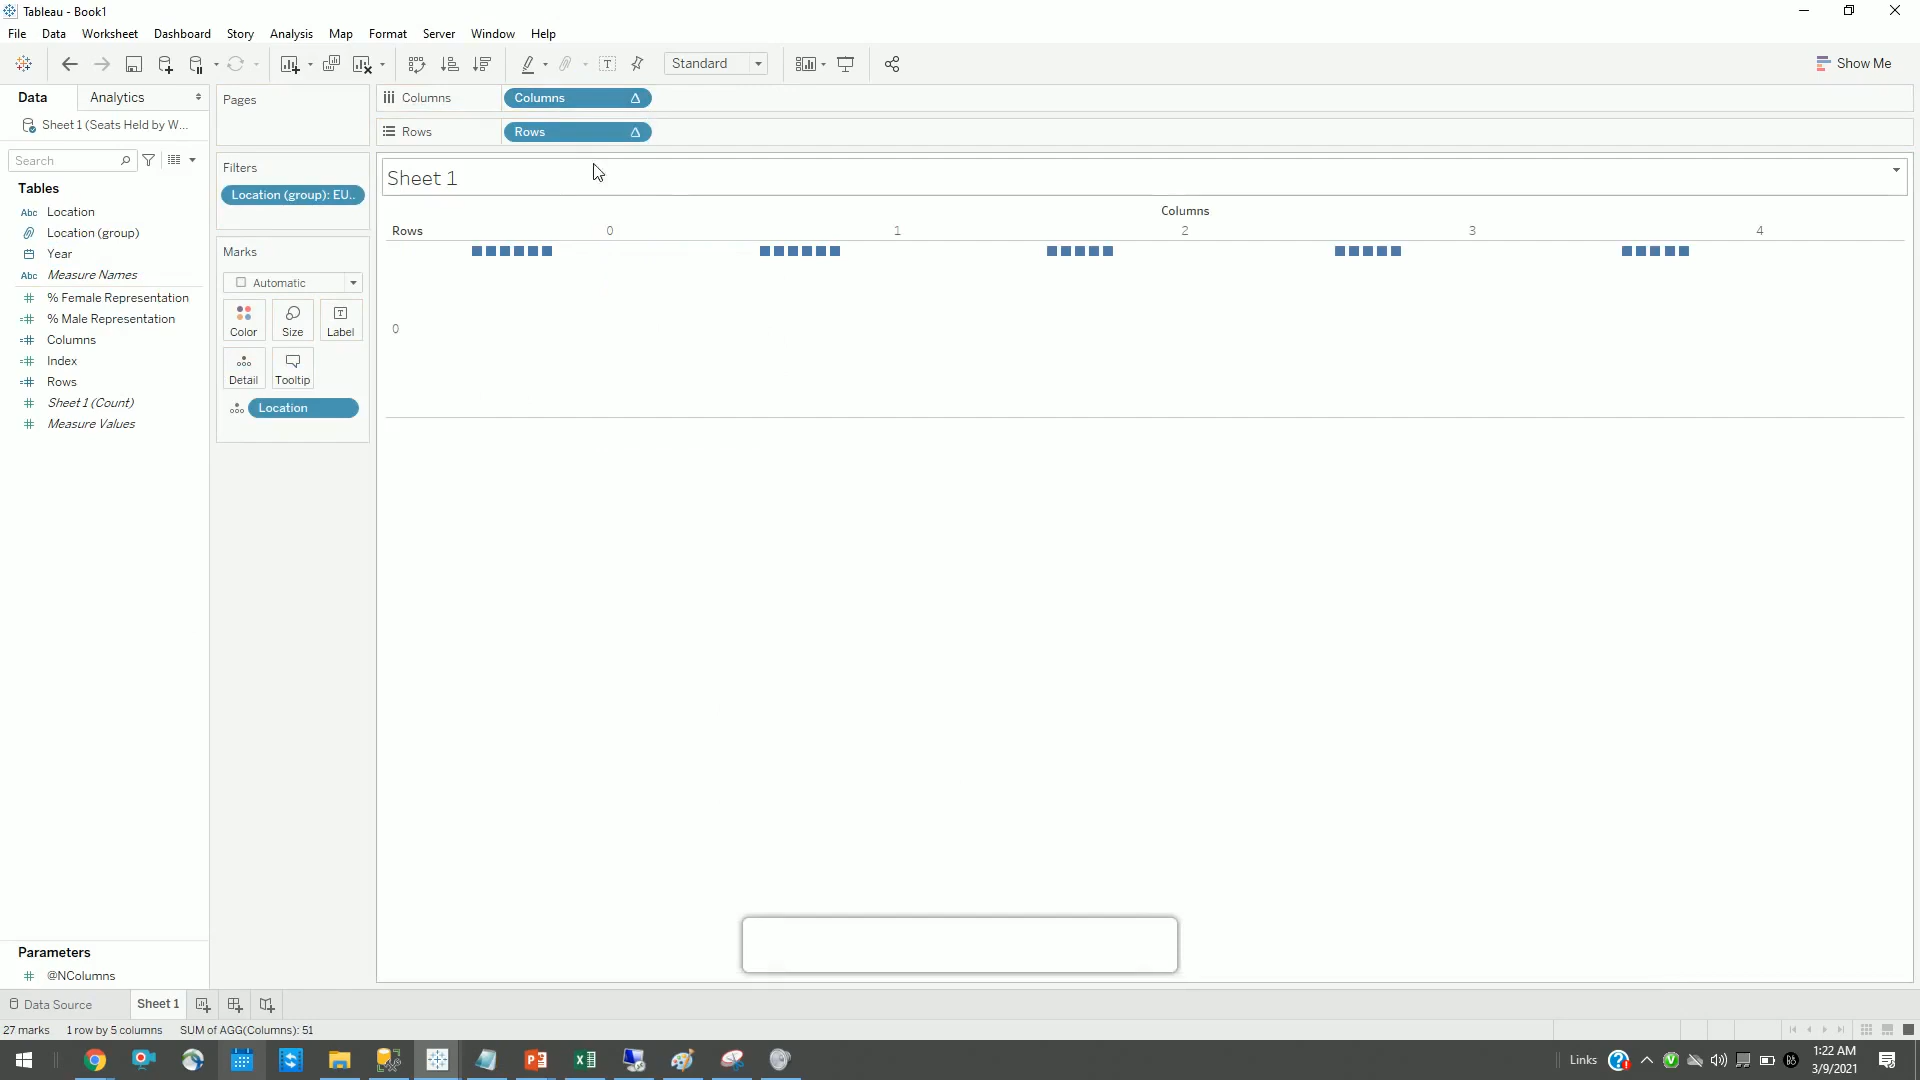 Tableau - Book1
File Data Worksheet Dashboard Story Analysis Map Format Server Window Help
Standard
Show Me
Data Analytics
Sheet 1 (Seats Held by W...
Search
Tables
Abc Location
Location (group)
Year
Abc Measure Names
% Female Representation
% Male Representation
Columns
Index
Rows
Sheet 1 (Count)
Measure Values
Parameters
@NColumns
Pages
Filters
Location (group): EU..
Marks
Automatic
Color Size Label
Detail Tooltip
Location
Columns Columns
Rows Rows
Sheet 1
Columns
Rows 0 1 2 3 4
0
Data Source Sheet 1
27 marks 1 row by 5 columns SUM of AGG(Columns): 51
Links
1:22 AM
3/9/2021